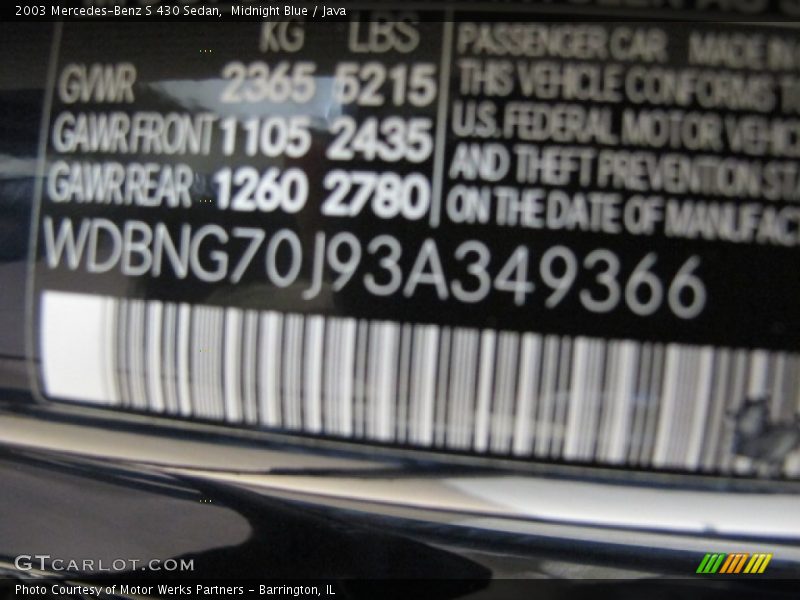 2003 Mercedes-Benz S 430 Sedan, Midnight Blue / Java
KG LBS
GVWR 2365 5215
GAWR FRONT 1105 2435
GAWR REAR 1260 2780
PASSENGER CAR MADE IN
THIS VEHICLE CONFORMS
U.S. FEDERAL MOTOR VEHIC
AND THEFT PREVENTION STA
ON THE DATE OF MANUFAC
WDBNG70J93A349366
GTCARLOT.COM
Photo Courtesy of Motor Werks Partners - Barrington, IL